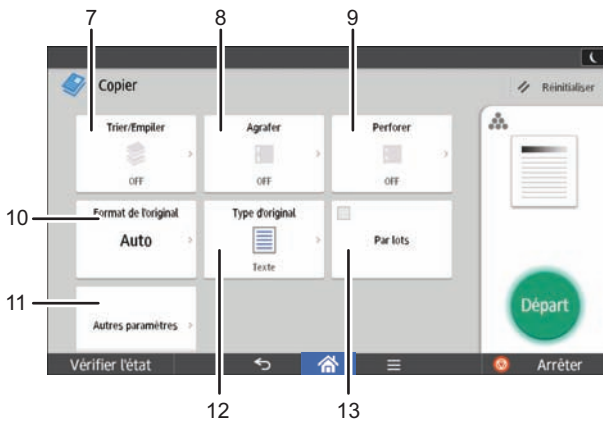 7 8 9
Copier
Réinitialiser
Trier/Empiler Agrafer Perforer
OFF OFF OFF
10
Format de l'original Type d'original
Auto Par lots
Texte
11
Autres paramètres
Départ
Vérifier l'état Arrêter
12 13